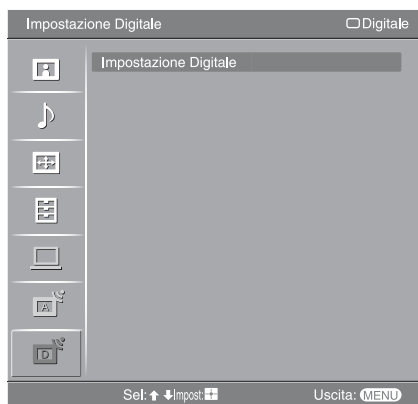 Impostazione Digitale Digitale
Impostazione Digitale
A
D
Sel: Impost: Uscita: MENU